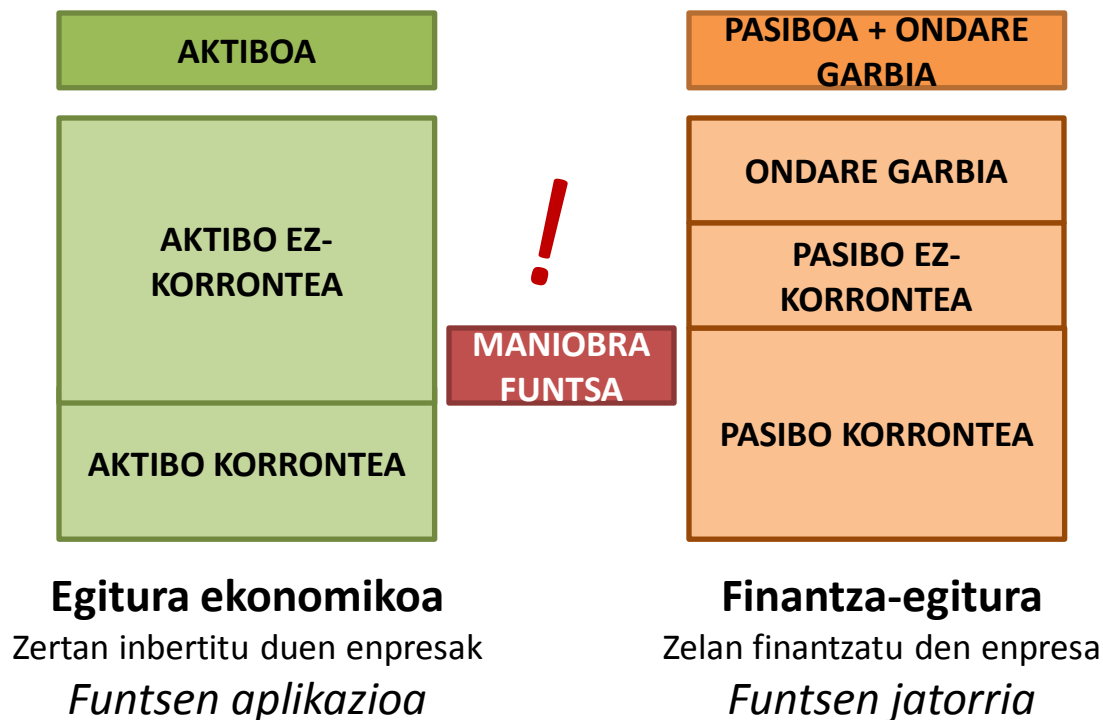 AKTIBOA
PASIBOA + ONDARE
GARBIA
AKTIBO EZ-
KORRONTEA
AKTIBO KORRONTEA
!
MANIOBRA
FUNTSA
ONDARE GARBIA
PASIBO EZ-
KORRONTEA
PASIBO KORRONTEA
Egitura ekonomikoa
Zertan inbertitu duen enpresak
Funtsen aplikazioa
Finantza-egitura
Zelan finantzatu den enpresa
Funtsen jatorria